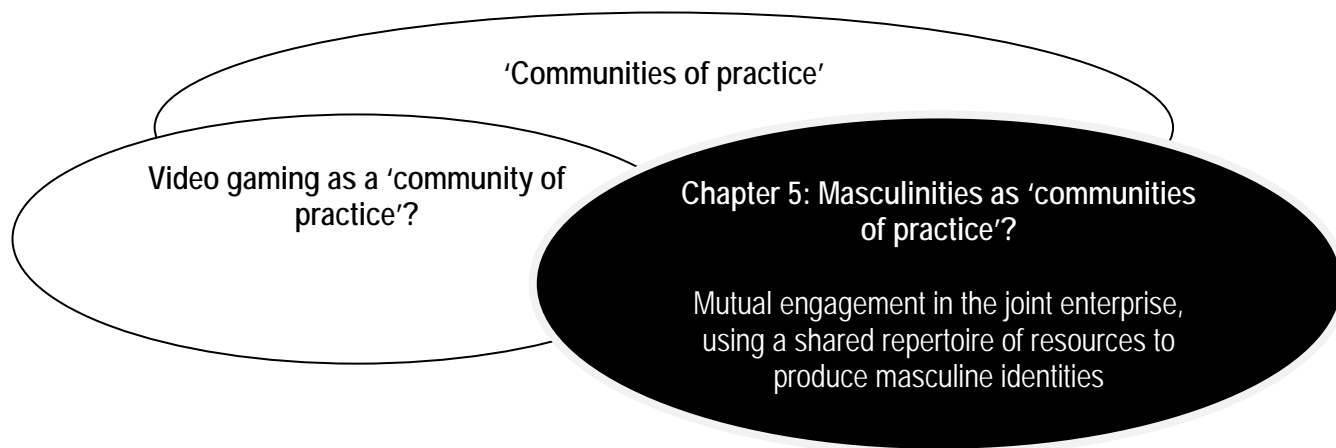 ‘Communities of practice’
Video gaming as a ‘community of
practice’?
Chapter 5: Masculinities as ‘communities
of practice’?
Mutual engagement in the joint enterprise,
using a shared repertoire of resources to
produce masculine identities